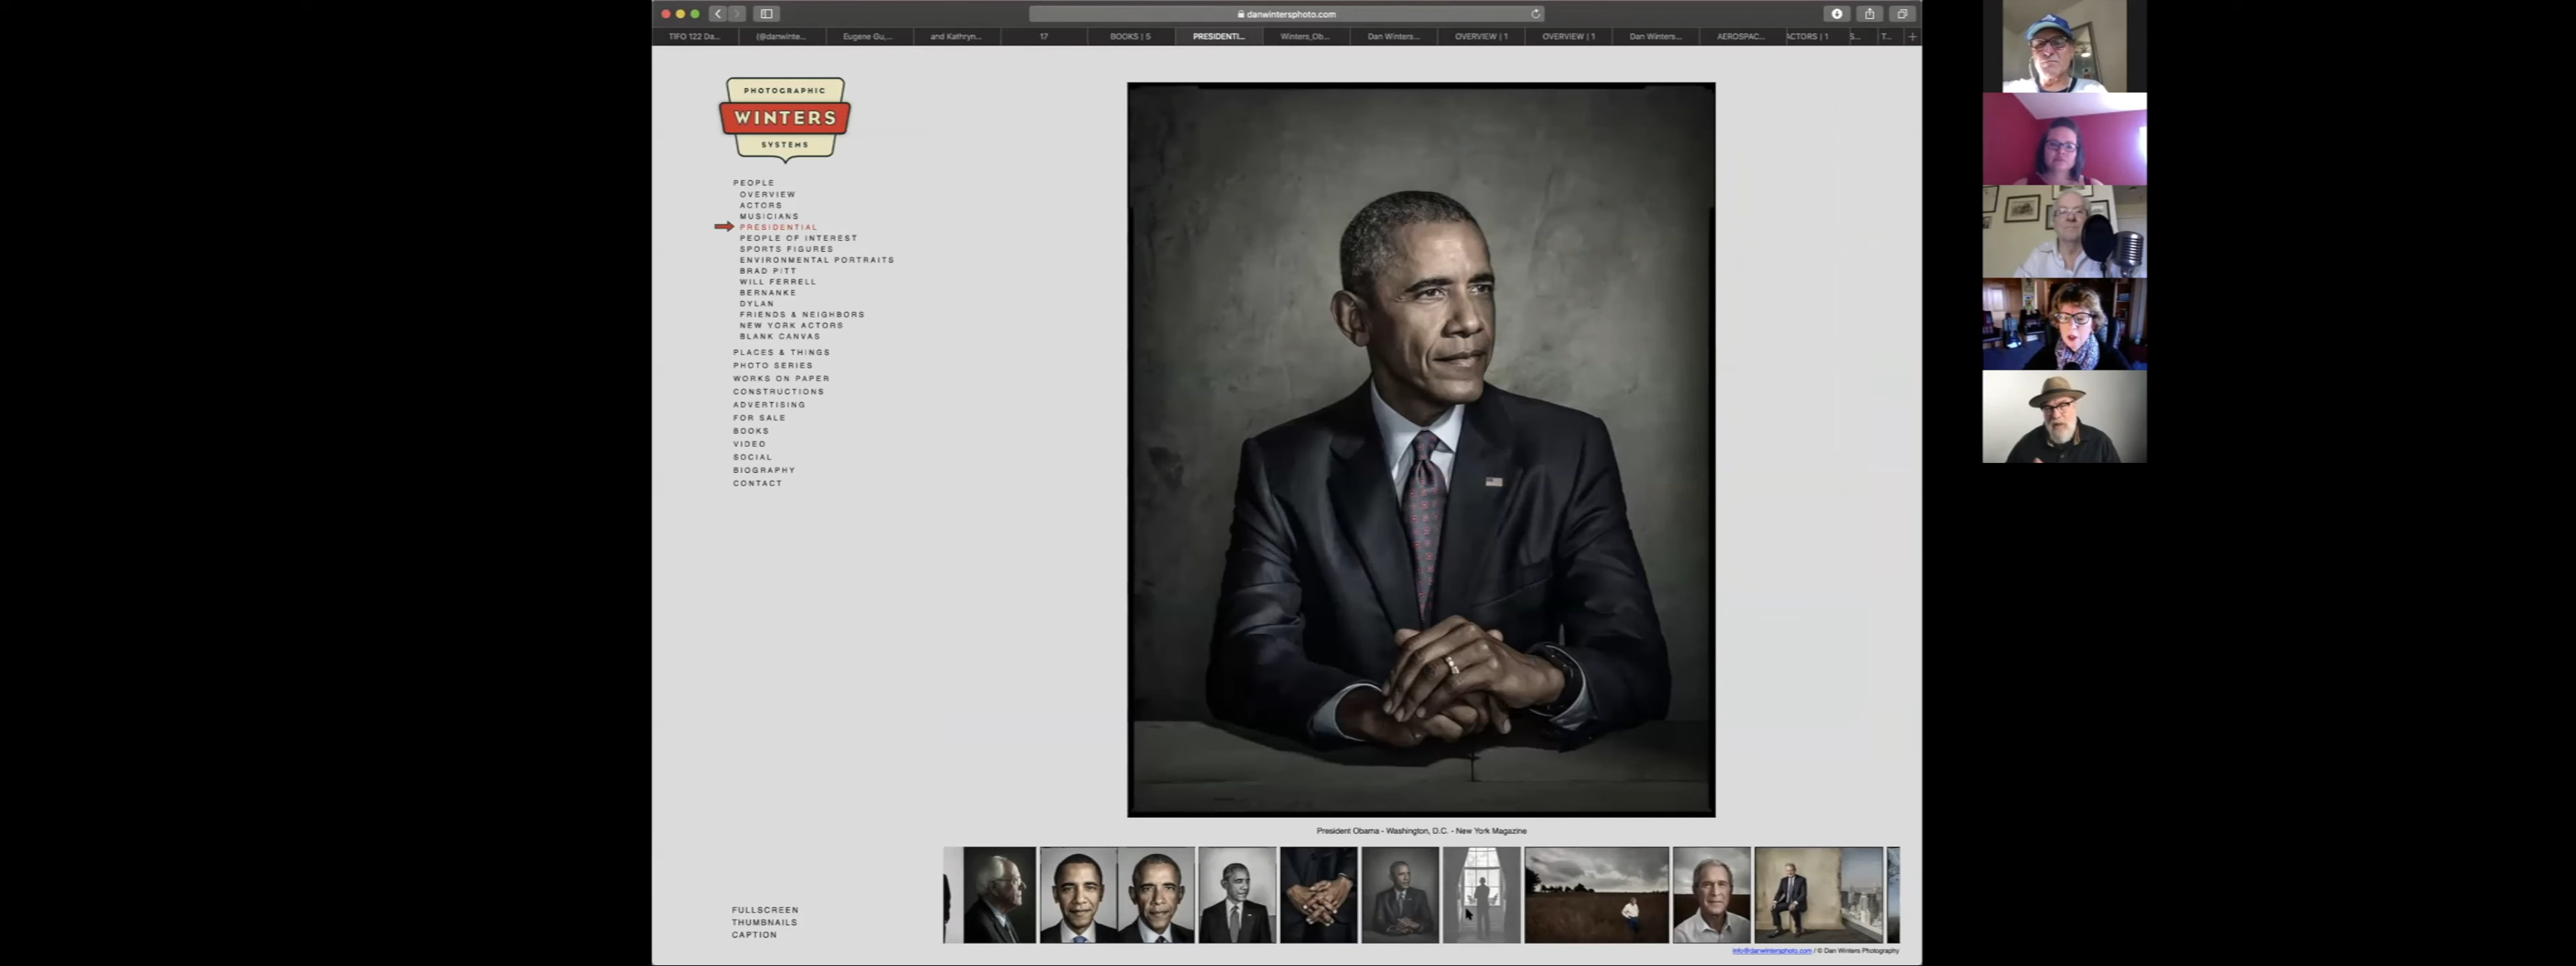 danwintersphoto.com
TIFO 122 Da...
(@danwinte...
Eugene Gu,...
and Kathryn...
17
BOOKS | 5
PRESIDENTI...
Winters_Ob...
Dan Winters...
OVERVIEW | 1
OVERVIEW | 1
Dan Winters...
AEROSPAC...
ACTORS | 1
S...
T...
PHOTOGRAPHIC
WINTERS
SYSTEMS
PEOPLE
OVERVIEW
ACTORS
MUSICIANS
PRESIDENTIAL
PEOPLE OF INTEREST
SPORTS FIGURES
ENVIRONMENTAL PORTRAITS
BRAD PITT
WILL FERRELL
BERNANKE
DYLAN
FRIENDS & NEIGHBORS
NEW YORK ACTORS
BLANK CANVAS
PLACES & THINGS
PHOTO SERIES
WORKS ON PAPER
CONSTRUCTIONS
ADVERTISING
FOR SALE
BOOKS
VIDEO
SOCIAL
BIOGRAPHY
CONTACT
President Obama - Washington, D.C. - New York Magazine
FULLSCREEN
THUMBNAILS
CAPTION
info@danwintersphoto.com / © Dan Winters Photography